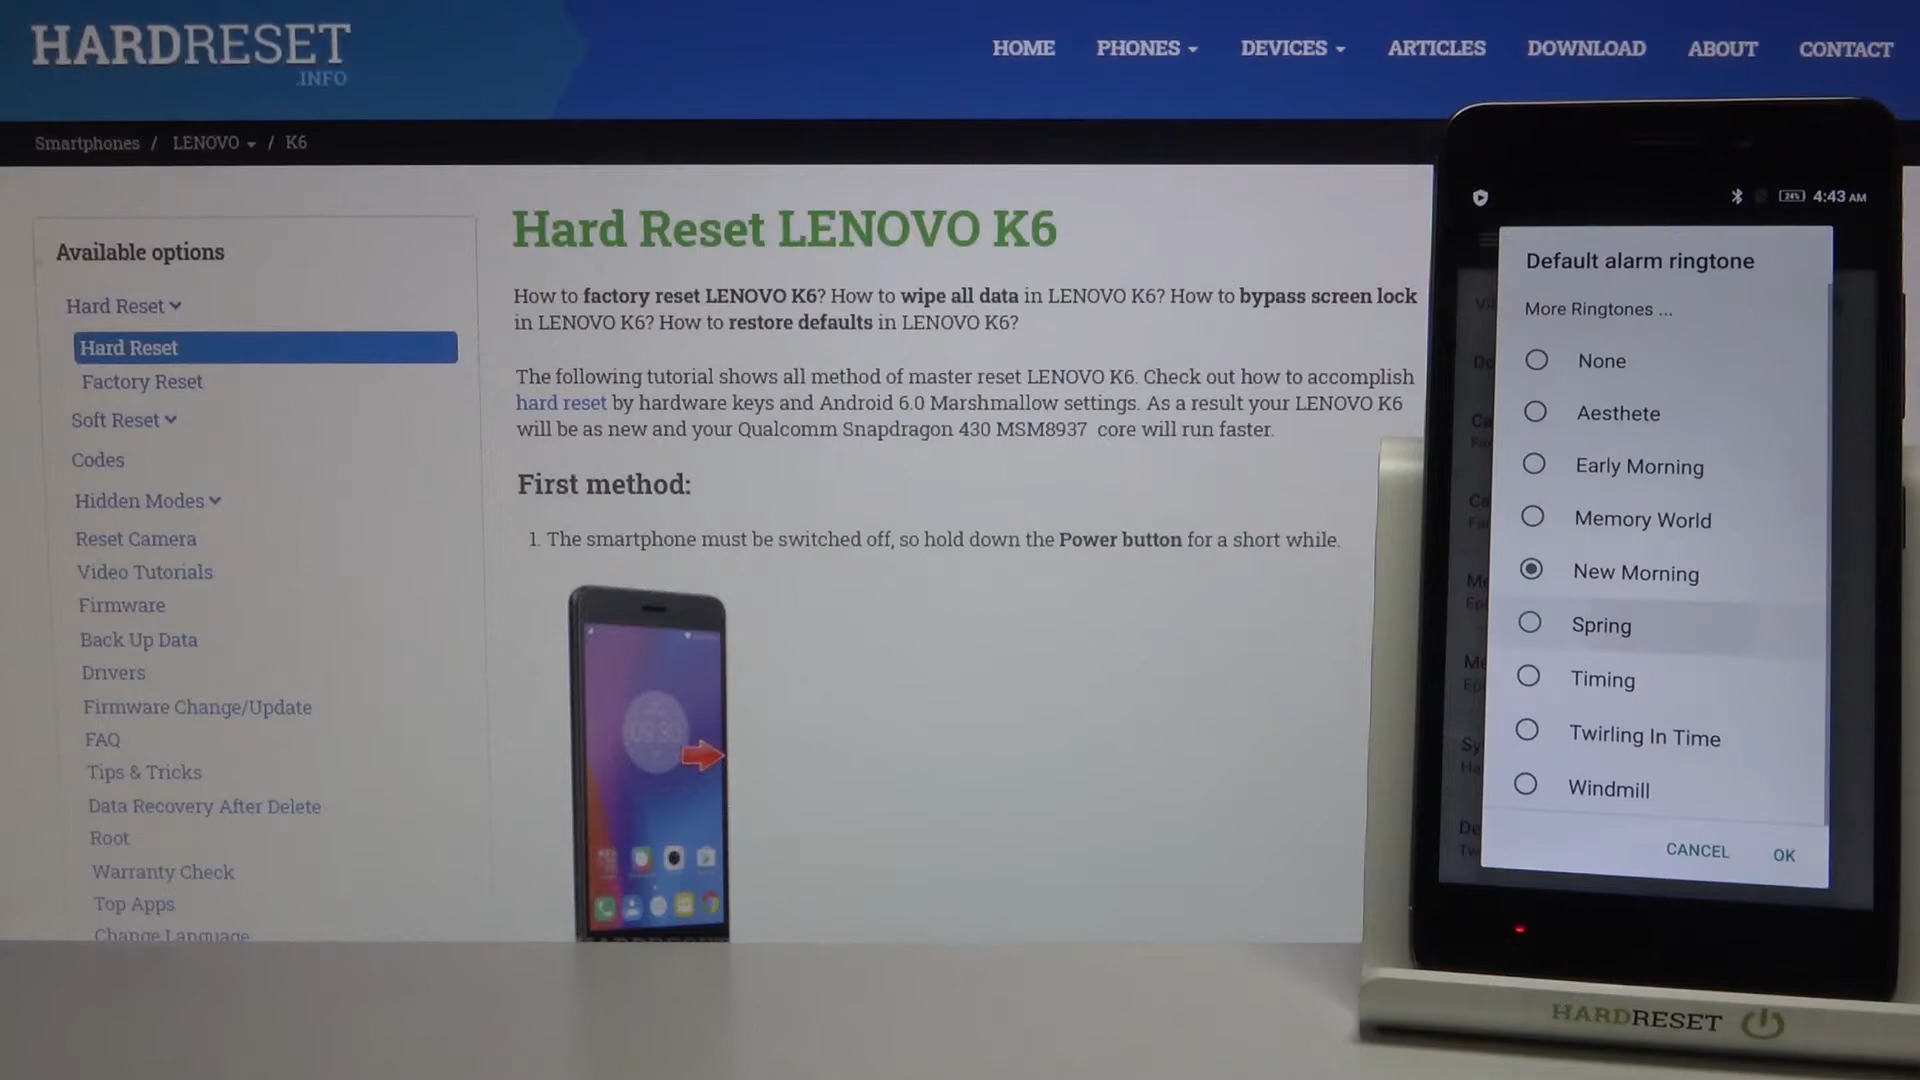 HARDRESET
.INFO
HOME PHONES DEVICES ARTICLES DOWNLOAD ABOUT CONTACT
Smartphones / LENOVO / K6
Available options
Hard Reset
Hard Reset
Factory Reset
Soft Reset
Codes
Hidden Modes
Reset Camera
Video Tutorials
Firmware
Back Up Data
Drivers
Firmware Change/Update
FAQ
Tips & Tricks
Data Recovery After Delete
Root
Warranty Check
Top Apps
Change Language
Hard Reset LENOVO K6
How to factory reset LENOVO K6? How to wipe all data in LENOVO K6? How to bypass screen lock
in LENOVO K6? How to restore defaults in LENOVO K6?
The following tutorial shows all method of master reset LENOVO K6. Check out how to accomplish
hard reset by hardware keys and Android 6.0 Marshmallow settings. As a result your LENOVO K6
will be as new and your Qualcomm Snapdragon 430 MSM8937 core will run faster.
First method:
1. The smartphone must be switched off, so hold down the Power button for a short while.
09:30
24% 4:43 AM
Default alarm ringtone
More Ringtones ...
None
Aesthete
Early Morning
Memory World
New Morning
Spring
Timing
Twirling In Time
Windmill
CANCEL OK
HARDRESET